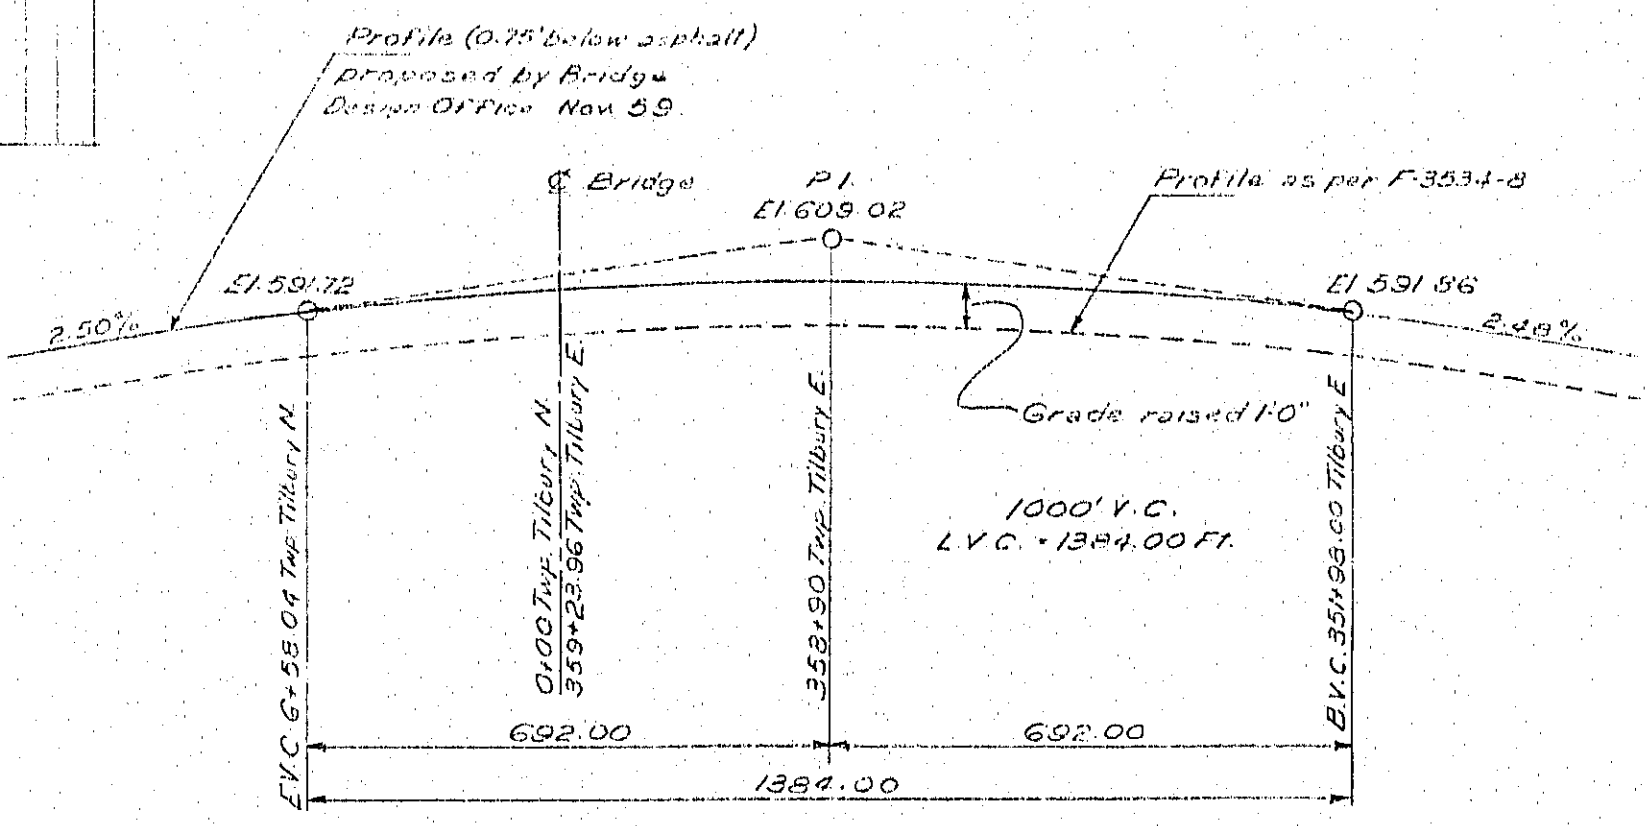 Profile (0.75' below asphalt)
proposed by Bridge
Design Office Nov. 59.
℄ Bridge
P.I.
El. 609.02
Profile as per F-3534-8
El. 591.72
El 591.86
2.50%
2.48%
Grade raised 1'-0"
1000' V.C.
L.V.C. = 1384.00 Ft.
E.V.C. 6+58.04 Twp. Tilbury N.
0+00 Twp. Tilbury N.
359+23.96 Twp. Tilbury E.
358+90 Twp. Tilbury E.
B.V.C. 351+98.00 Tilbury E
692.00
692.00
1384.00